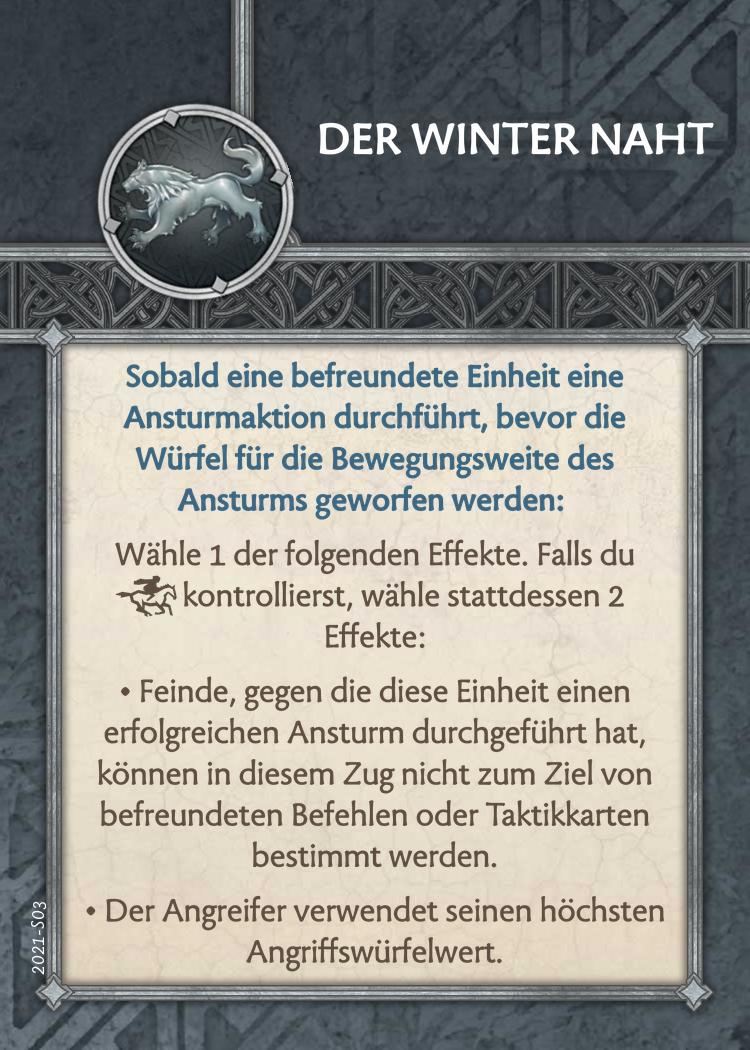 DER WINTER NAHT
Sobald eine befreundete Einheit eine
Ansturmaktion durchführt, bevor die
Würfel für die Bewegungsweite des
Ansturms geworfen werden:
Wähle 1 der folgenden Effekte. Falls du
kontrollierst, wähle stattdessen 2
Effekte:
• Feinde, gegen die diese Einheit einen
erfolgreichen Ansturm durchgeführt hat,
können in diesem Zug nicht zum Ziel von
befreundeten Befehlen oder Taktikkarten
bestimmt werden.
• Der Angreifer verwendet seinen höchsten
Angriffswürfelwert.
2021-S03